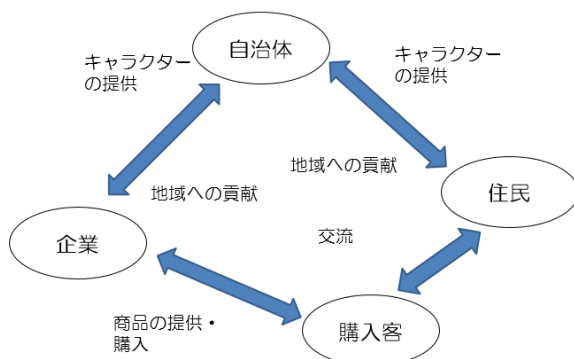 自治体
キャラクター
の提供
キャラクター
の提供
地域への貢献
地域への貢献
住民
企業
交流
商品の提供・
購入
購入客